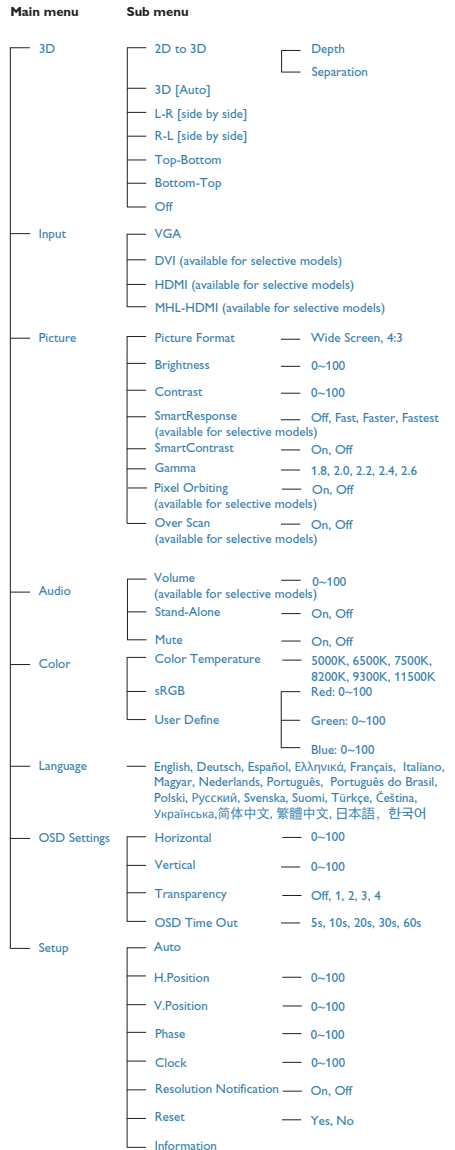 Main menu Sub menu
3D 2D to 3D Depth
Separation
3D [Auto]
L-R [side by side]
R-L [side by side]
Top-Bottom
Bottom-Top
Off
Input VGA
DVI (available for selective models)
HDMI (available for selective models)
MHL-HDMI (available for selective models)
Picture Picture Format Wide Screen, 4:3
Brightness 0~100
Contrast 0~100
SmartResponse Off, Fast, Faster, Fastest
(available for selective models)
SmartContrast On, Off
Gamma 1.8, 2.0, 2.2, 2.4, 2.6
Pixel Orbiting On, Off
(available for selective models)
Over Scan On, Off
(available for selective models)
Audio Volume 0~100
(available for selective models)
Stand-Alone On, Off
Mute On, Off
Color Color Temperature 5000K, 6500K, 7500K,
8200K, 9300K, 11500K
sRGB Red: 0~100
User Define Green: 0~100
Blue: 0~100
Language English, Deutsch, Español, Ελληνικά, Français, Italiano,
Magyar, Nederlands, Português, Português do Brasil,
Polski, Русский, Svenska, Suomi, Türkçe, Čeština,
Українська,简体中文, 繁體中文, 日本語, 한국어
OSD Settings Horizontal 0~100
Vertical 0~100
Transparency Off, 1, 2, 3, 4
OSD Time Out 5s, 10s, 20s, 30s, 60s
Setup Auto
H.Position 0~100
V.Position 0~100
Phase 0~100
Clock 0~100
Resolution Notification On, Off
Reset Yes, No
Information